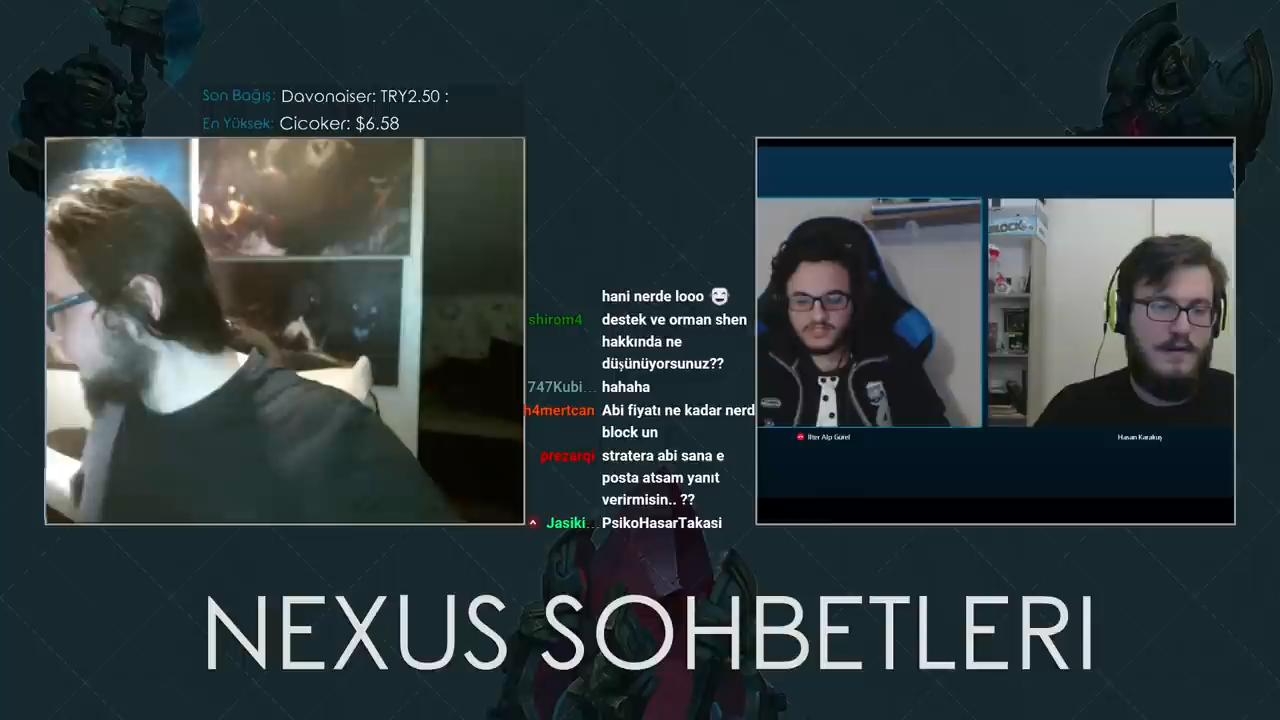 Son Bağış: Davonaiser: TRY2.50 :
En Yüksek: Cicoker: $6.58
hani nerde looo
shirom4 destek ve orman shen
hakkında ne
düşünüyorsunuz??
747Kubi... hahaha
h4mertcan Abi fiyatı ne kadar nerd
block un
prezarqi stratera abi sana e
posta atsam yanıt
verirmisin.. ??
Jasiki... PsikoHasarTakasi
BLOCK
İlter Alp Gürel
Hasan Karakuş
NEXUS SOHBETLERI